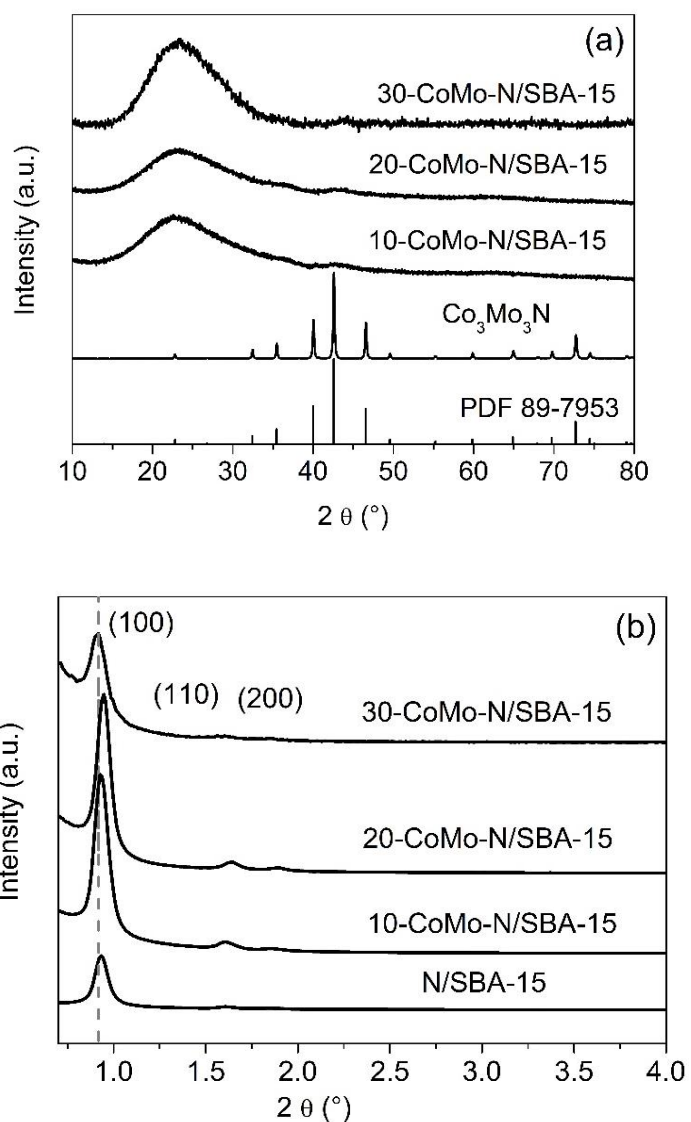 (a)
30-CoMo-N/SBA-15
20-CoMo-N/SBA-15
10-CoMo-N/SBA-15
Co₃Mo₃N
PDF 89-7953
Intensity (a.u.)
10 20 30 40 50 60 70 80
2 θ (°)
(b)
(100)
(110) (200)
30-CoMo-N/SBA-15
20-CoMo-N/SBA-15
10-CoMo-N/SBA-15
N/SBA-15
Intensity (a.u.)
1.0 1.5 2.0 2.5 3.0 3.5 4.0
2 θ (°)